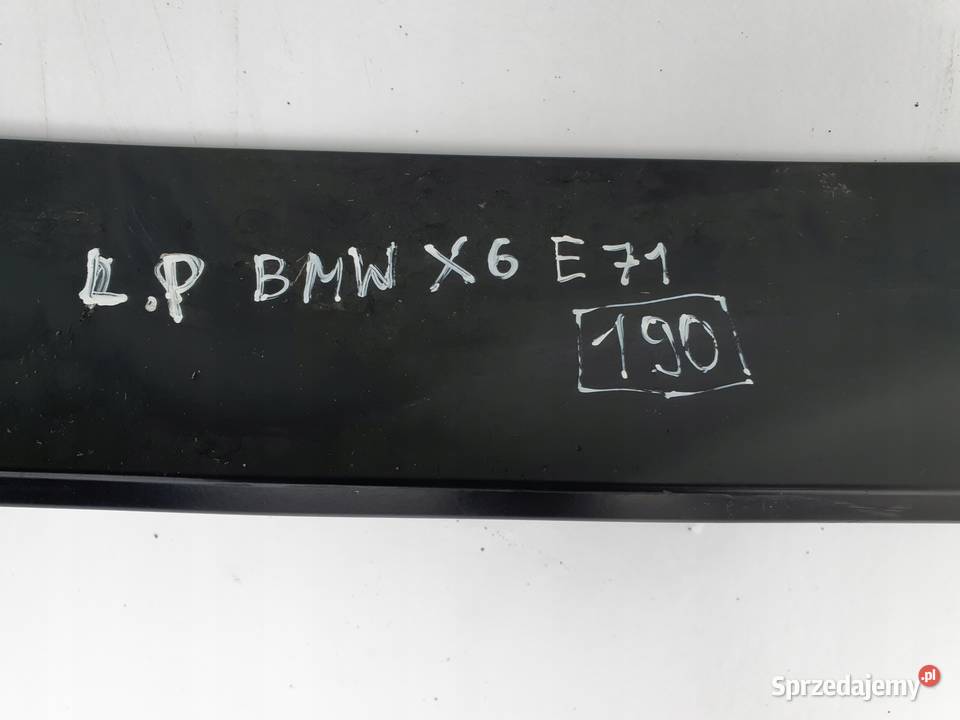 L.P BMW X6 E71
190
Sprzedajemy.pl